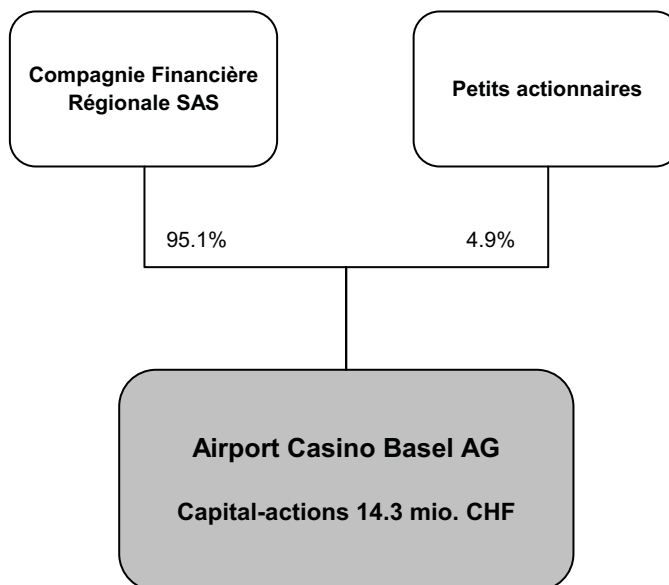 Compagnie Financière
Régionale SAS
Petits actionnaires
95.1%
4.9%
Airport Casino Basel AG
Capital-actions 14.3 mio. CHF